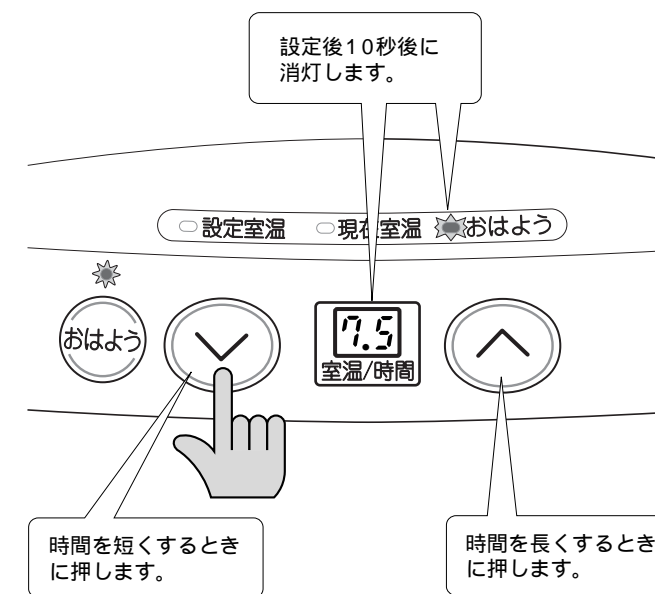 設定後10秒後に
消灯します。
設定室温 現在室温 おはよう
おはよう
7.5
室温/時間
時間を短くするとき
に押します。
時間を長くするとき
に押します。